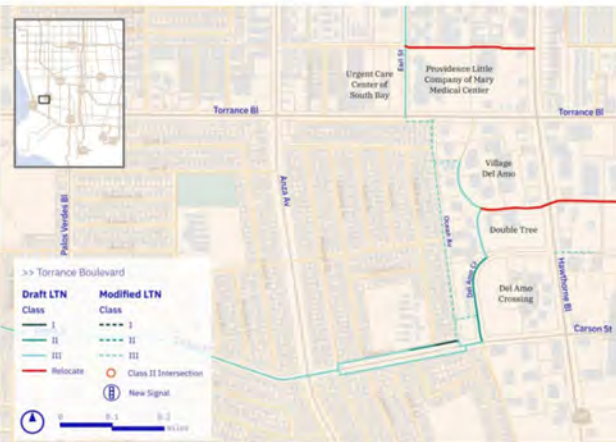 Earl St
Urgent Care
Center of
South Bay
Providence Little
Company of Mary
Medical Center
Torrance Bl
Torrance Bl
Village
Del Amo
Anza Av
Palos Verdes Bl
Ocean Av
Double Tree
Del Amo Ci
Hawthorne Bl
Del Amo
Crossing
Carson St
>> Torrance Boulevard
Draft LTN
Class
I
II
III
Relocate
Modified LTN
Class
I
II
III
Class II Intersection
New Signal
0 0.1 0.2
miles